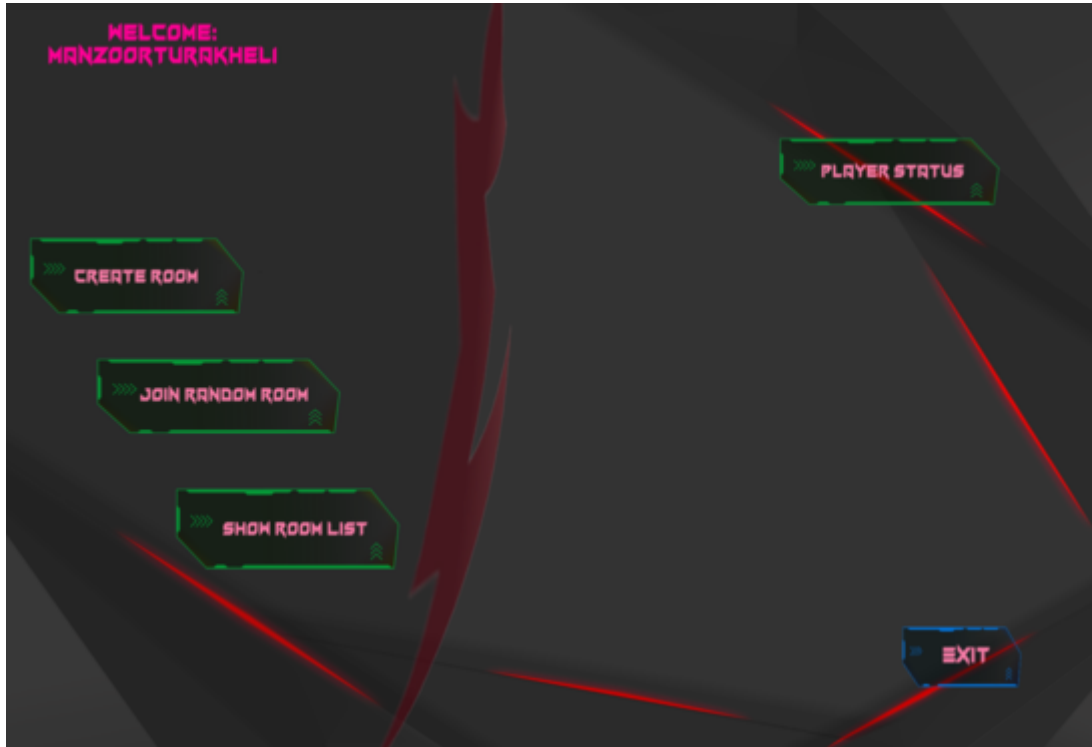 WELCOME:
MANZOORTURAKHELI
PLAYER STATUS
CREATE ROOM
JOIN RANDOM ROOM
SHOW ROOM LIST
EXIT